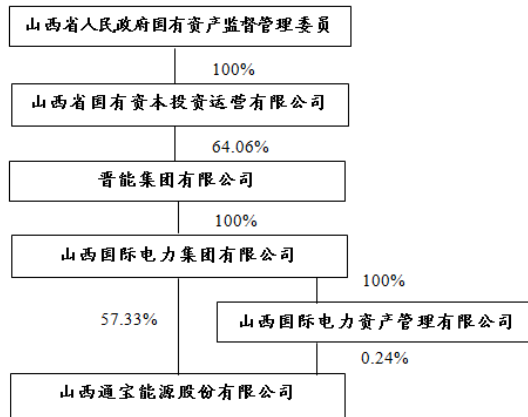 山西省人民政府国有资产监督管理委员
100%
山西省国有资本投资运营有限公司
64.06%
晋能集团有限公司
100%
山西国际电力集团有限公司
100%
57.33%
山西国际电力资产管理有限公司
0.24%
山西通宝能源股份有限公司